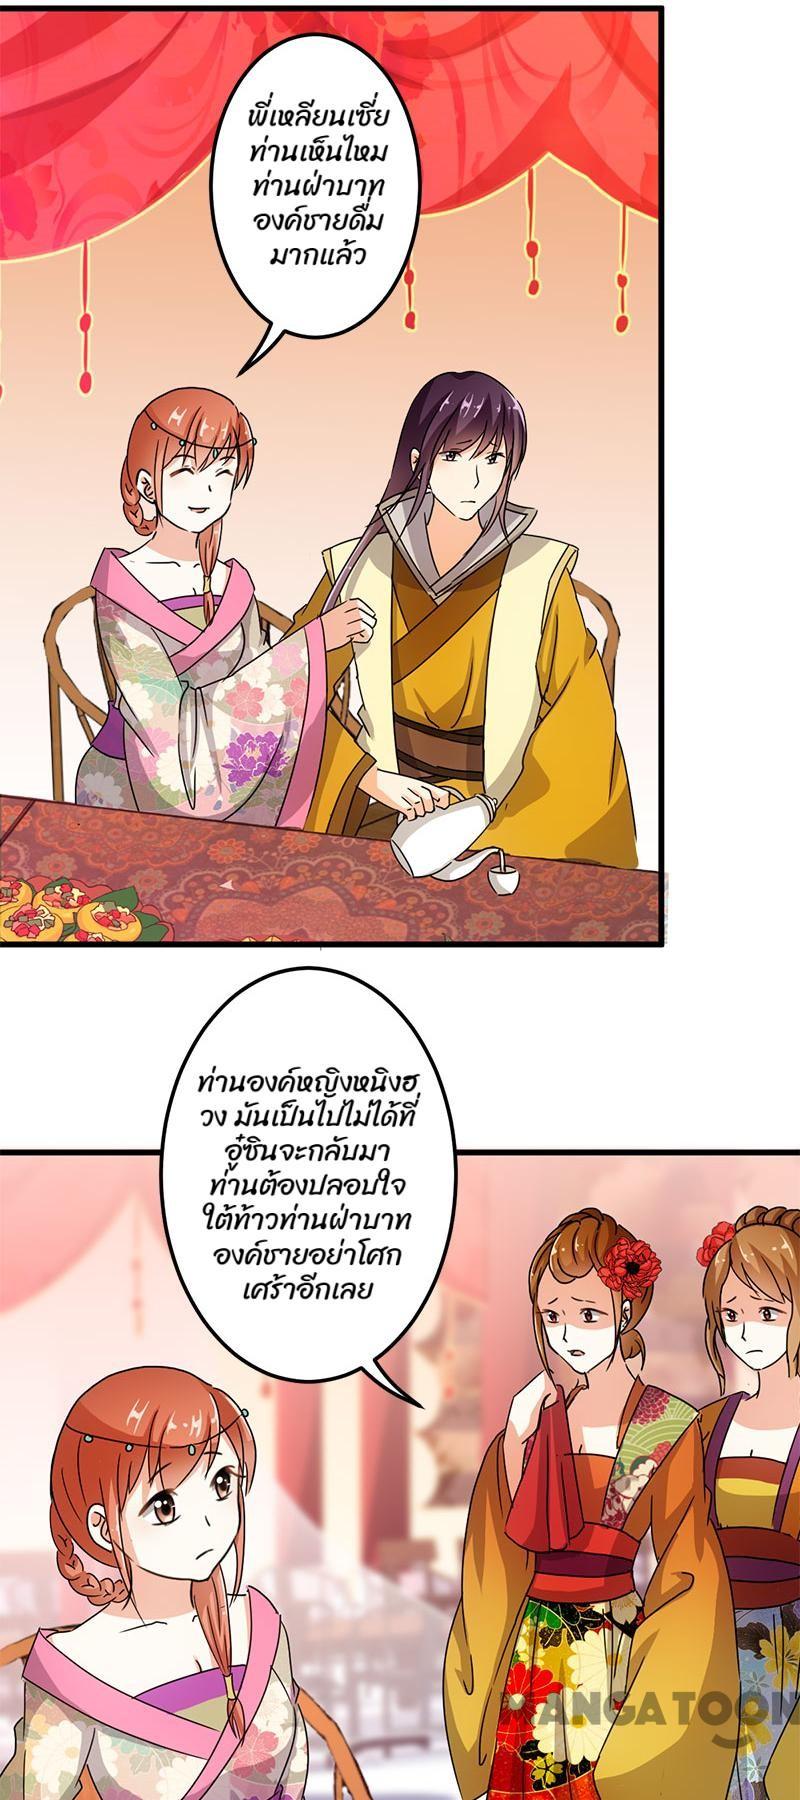 พี่เหลียนเซี่ย
ท่านเห็นไหม
ท่านฝ่าบาท
องค์ชายดื่ม
มากแล้ว
ท่านองค์หญิงหนิงฮ
วง มันเป็นไปไม่ได้ที่
อู๋ซินจะกลับมา
ท่านต้องปลอบใจ
ใต้ท้าวท่านฝ่าบาท
องค์ชายอย่าโศก
เศร้าอีกเลย
MANGA TOON